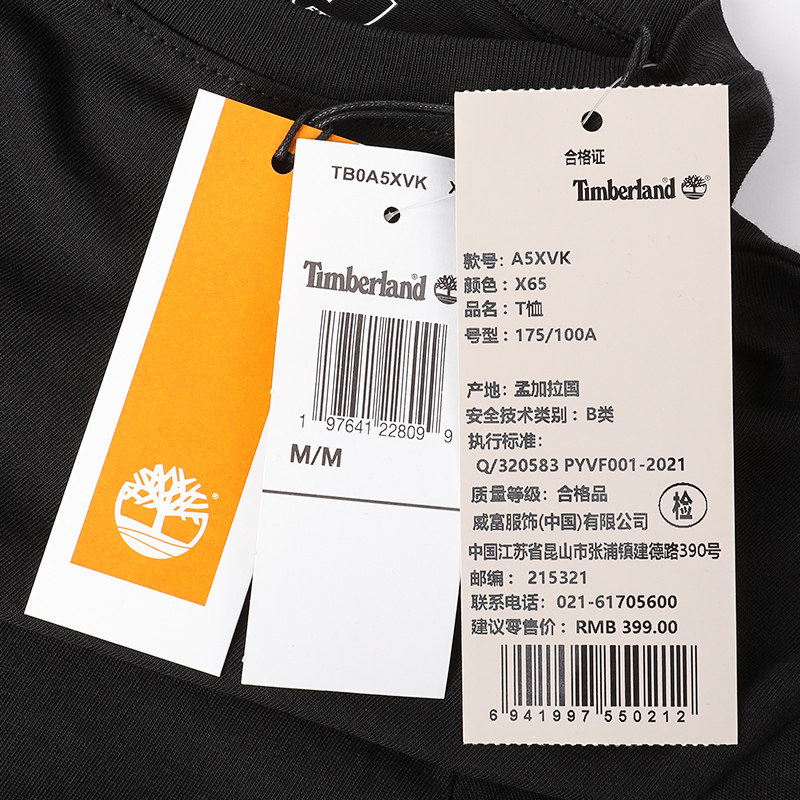 TB0A5XVK
Timberland
1 97641 22809 9
M/M
合格证
Timberland
款号: A5XVK
颜色: X65
品名: T恤
号型: 175/100A
产地: 孟加拉国
安全技术类别: B类
执行标准:
Q/320583 PYVF001-2021
质量等级: 合格品
检
威富服饰(中国)有限公司
中国江苏省昆山市张浦镇建德路390号
邮编: 215321
联系电话: 021-61705600
建议零售价: RMB 399.00
6 941997 550212